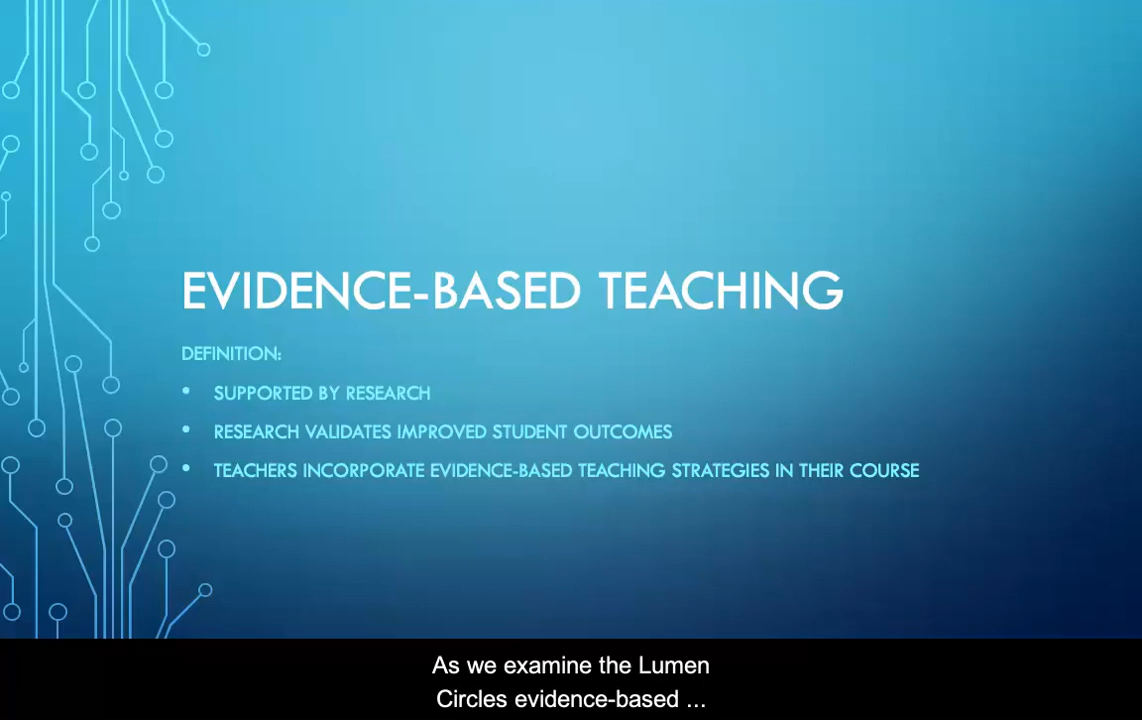 EVIDENCE-BASED TEACHING
DEFINITION:
• SUPPORTED BY RESEARCH
• RESEARCH VALIDATES IMPROVED STUDENT OUTCOMES
• TEACHERS INCORPORATE EVIDENCE-BASED TEACHING STRATEGIES IN THEIR COURSE
As we examine the Lumen
Circles evidence-based ...